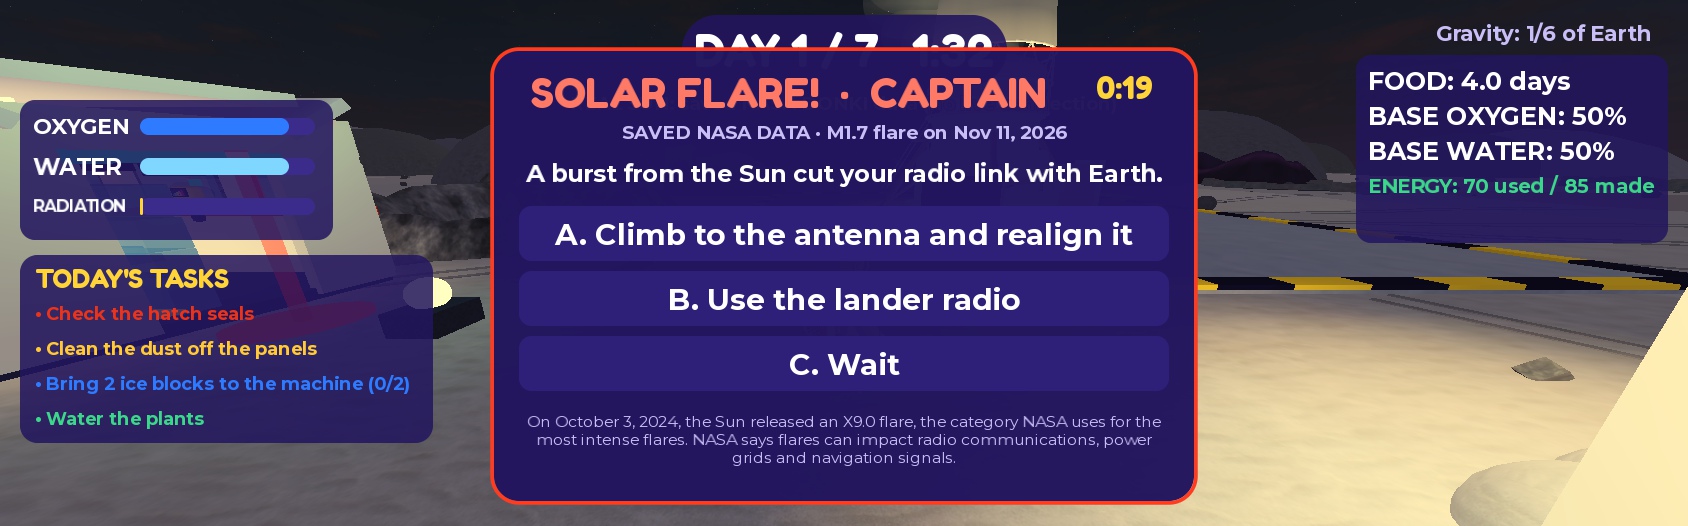 DAY 1 / 7 1:32
SOLAR FLARE! · CAPTAIN 0:19
SAVED NASA DATA · M1.7 flare on Nov 11, 2026
A burst from the Sun cut your radio link with Earth.
A. Climb to the antenna and realign it
B. Use the lander radio
C. Wait
On October 3, 2024, the Sun released an X9.0 flare, the category NASA uses for the
most intense flares. NASA says flares can impact radio communications, power
grids and navigation signals.
OXYGEN
WATER
RADIATION
TODAY'S TASKS
• Check the hatch seals
• Clean the dust off the panels
• Bring 2 ice blocks to the machine (0/2)
• Water the plants
Gravity: 1/6 of Earth
FOOD: 4.0 days
BASE OXYGEN: 50%
BASE WATER: 50%
ENERGY: 70 used / 85 made